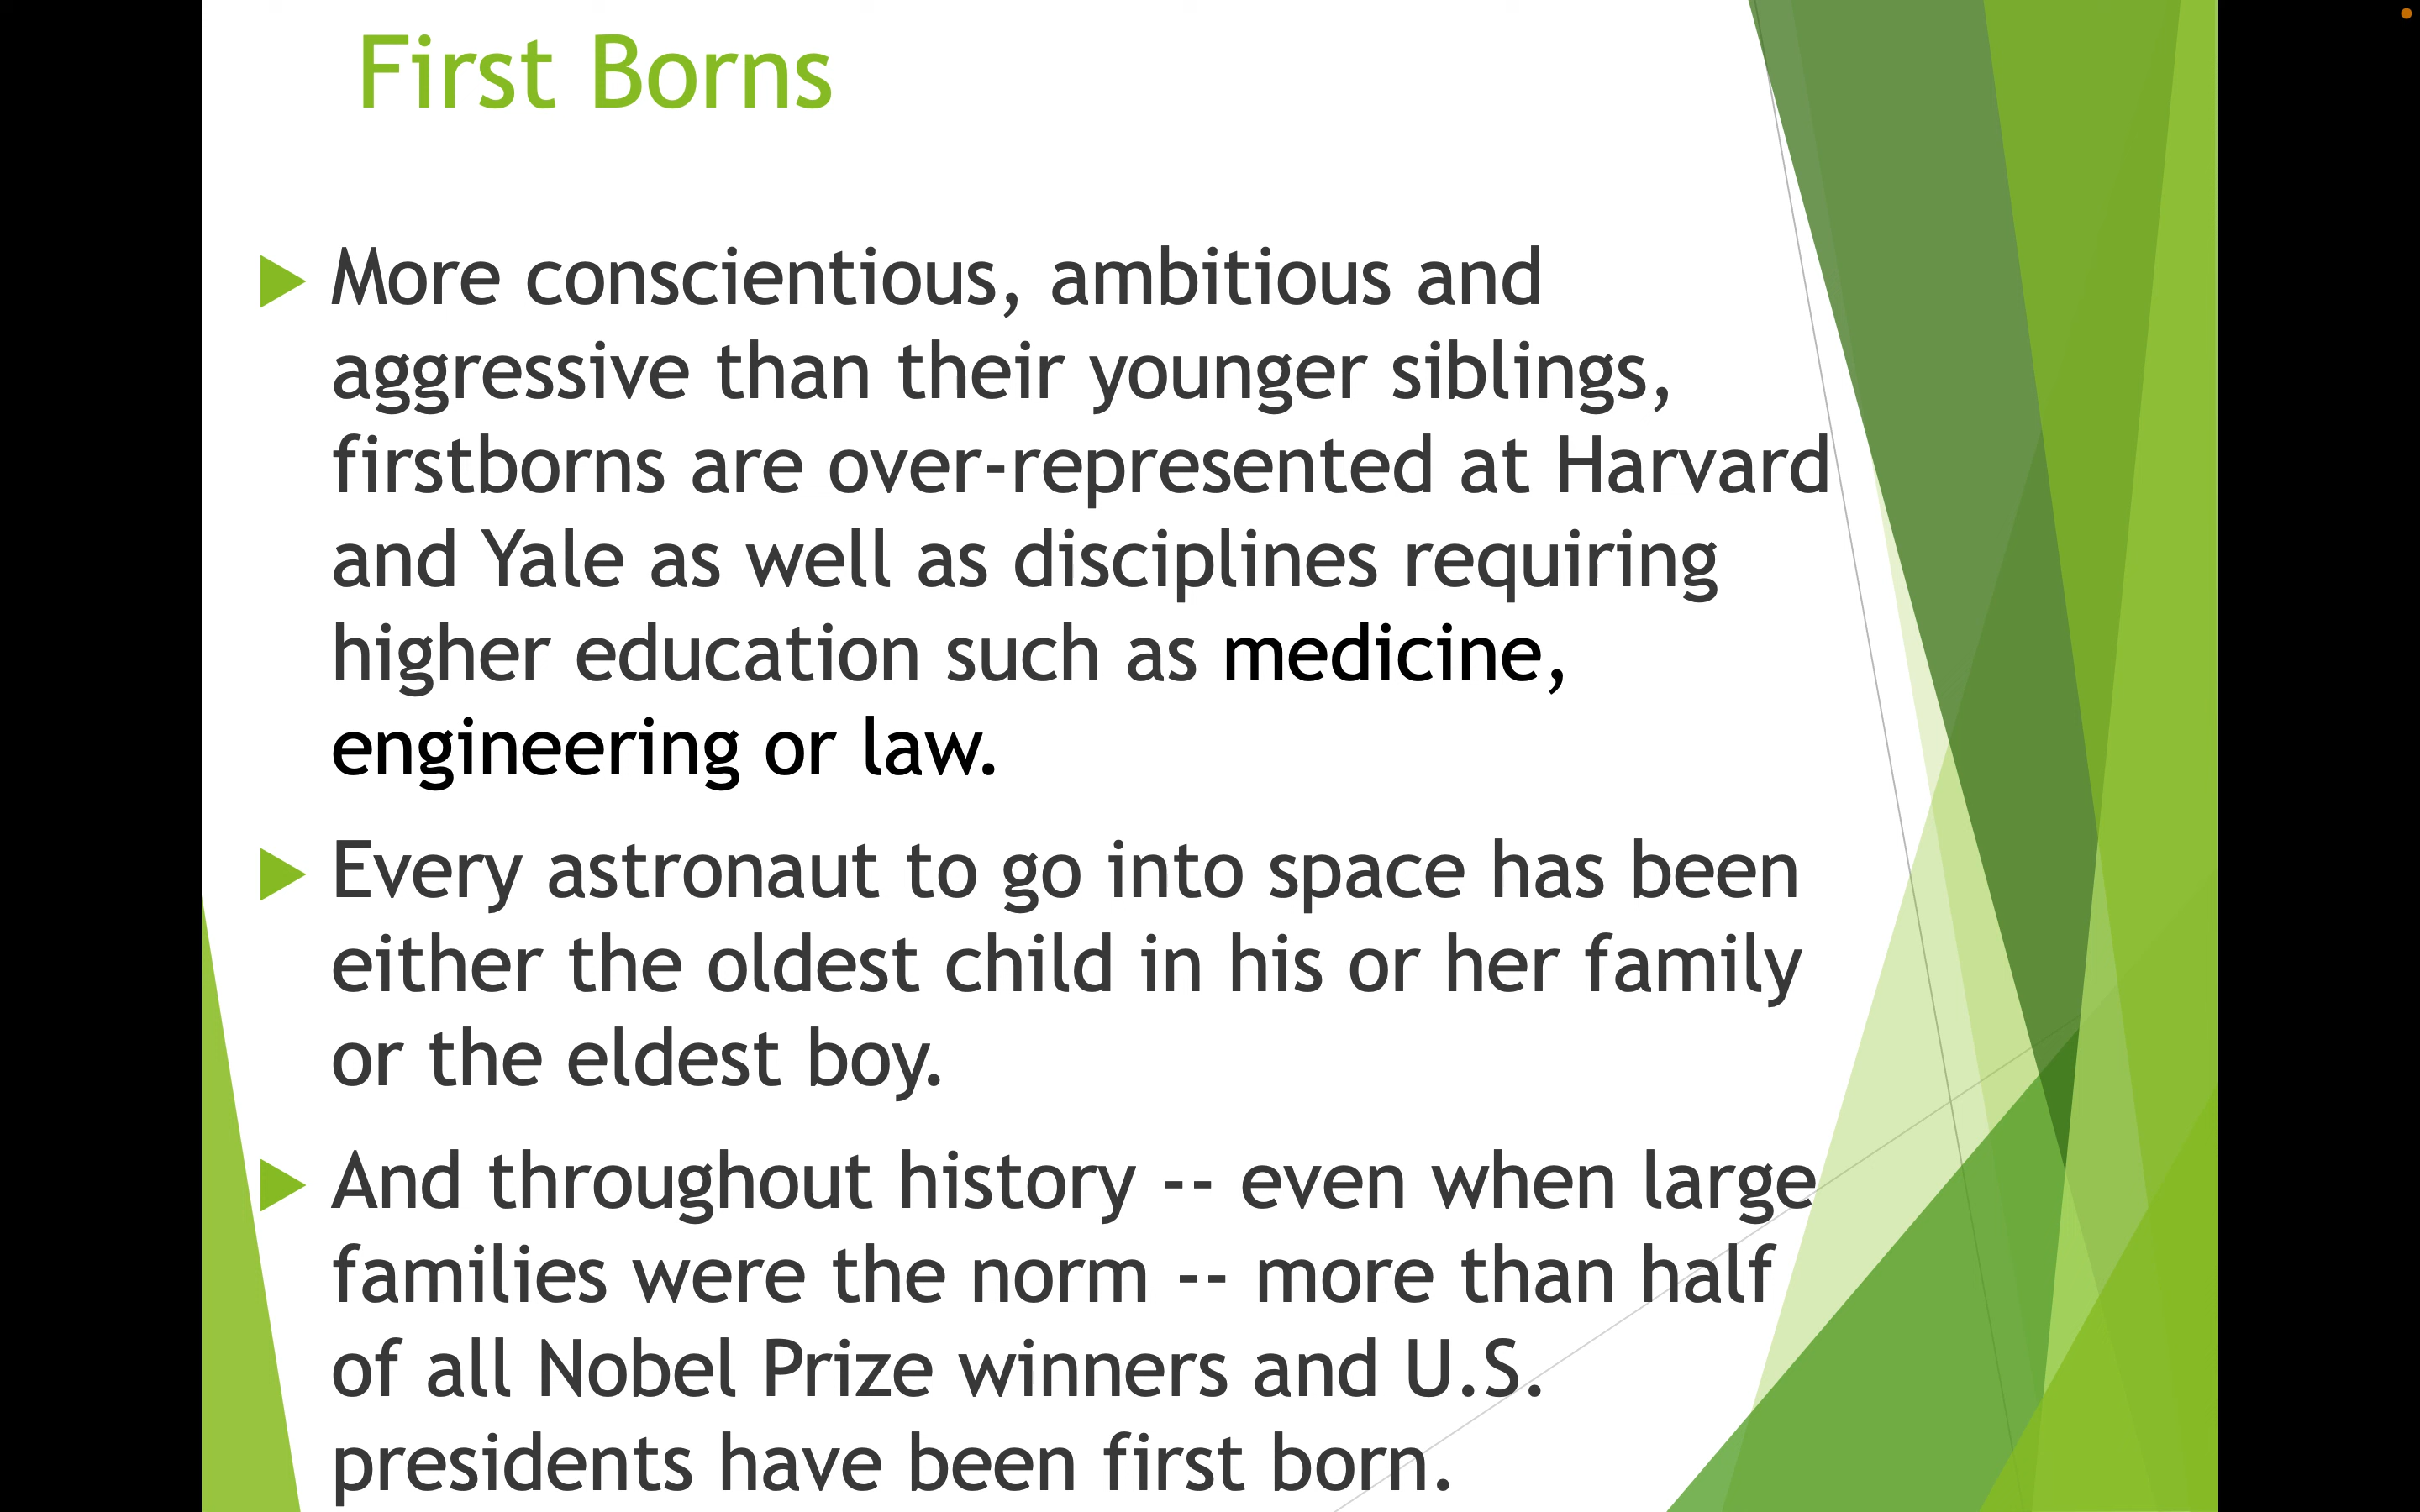 First Borns
More conscientious, ambitious and
aggressive than their younger siblings,
firstborns are over-represented at Harvard
and Yale as well as disciplines requiring
higher education such as medicine,
engineering or law.
Every astronaut to go into space has been
either the oldest child in his or her family
or the eldest boy.
And throughout history -- even when large
families were the norm -- more than half
of all Nobel Prize winners and U.S.
presidents have been first born.